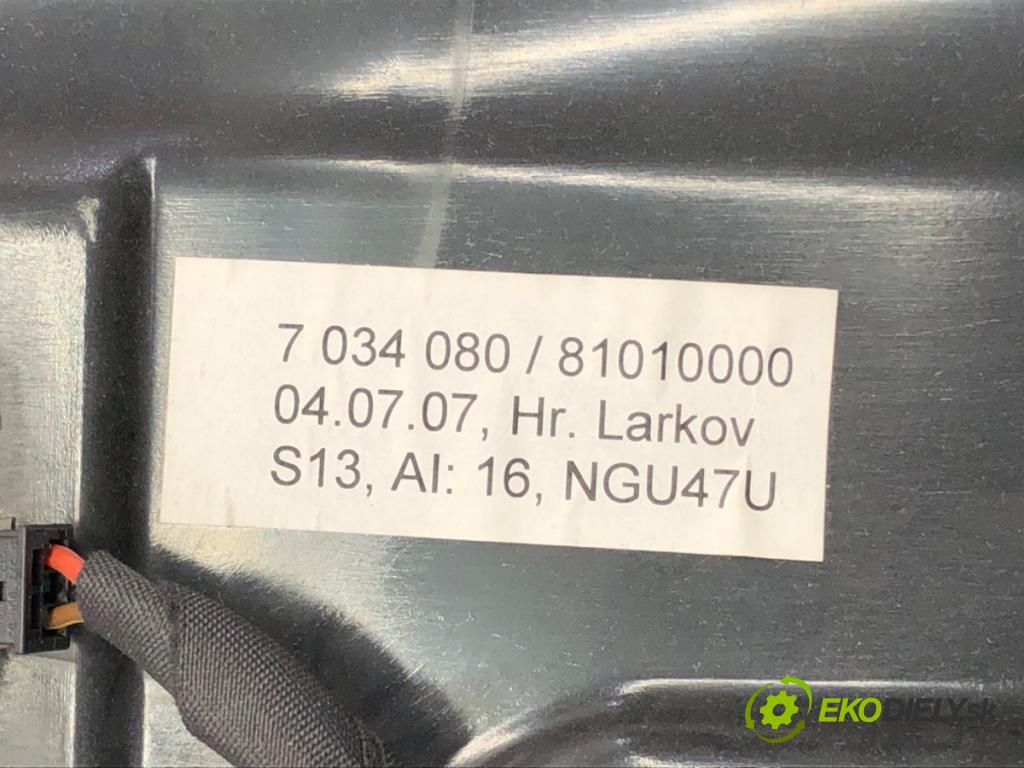 7 034 080 / 81010000
04.07.07, Hr. Larkov
S13, AI: 16, NGU47U
EKODIELY.sk